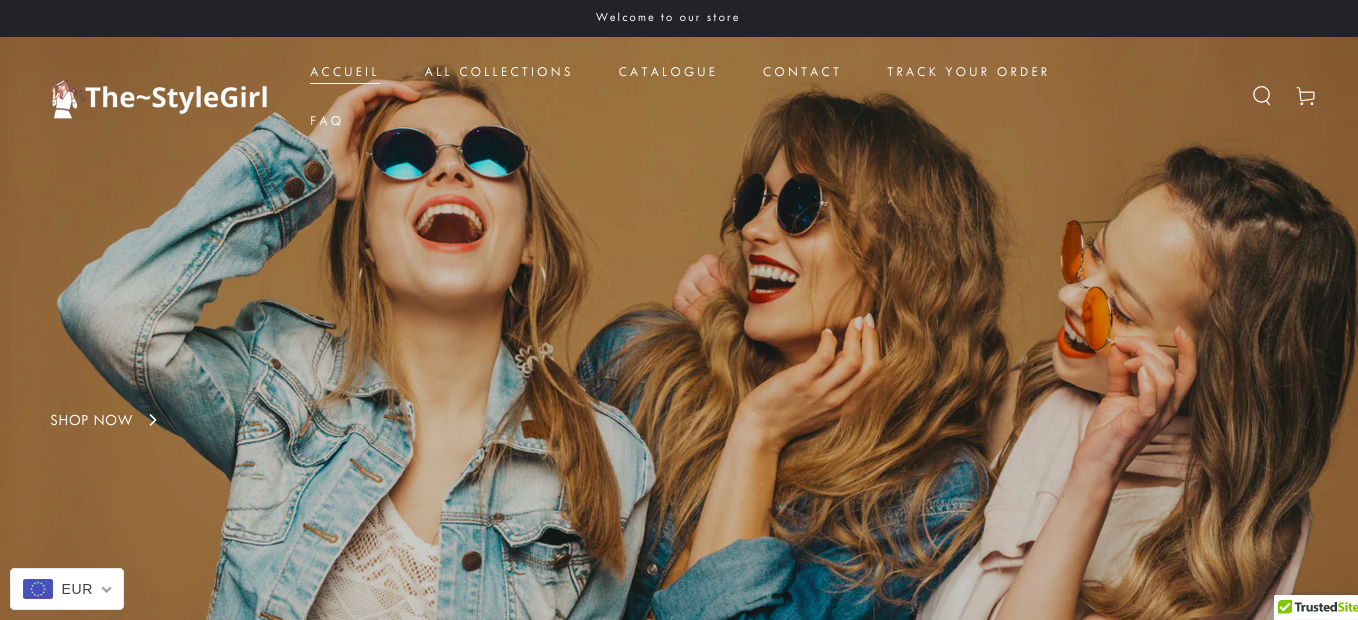 Welcome to our store
ACCUEIL ALL COLLECTIONS CATALOGUE CONTACT TRACK YOUR ORDER
The~StyleGirl
FAQ
SHOP NOW
EUR
TrustedSite